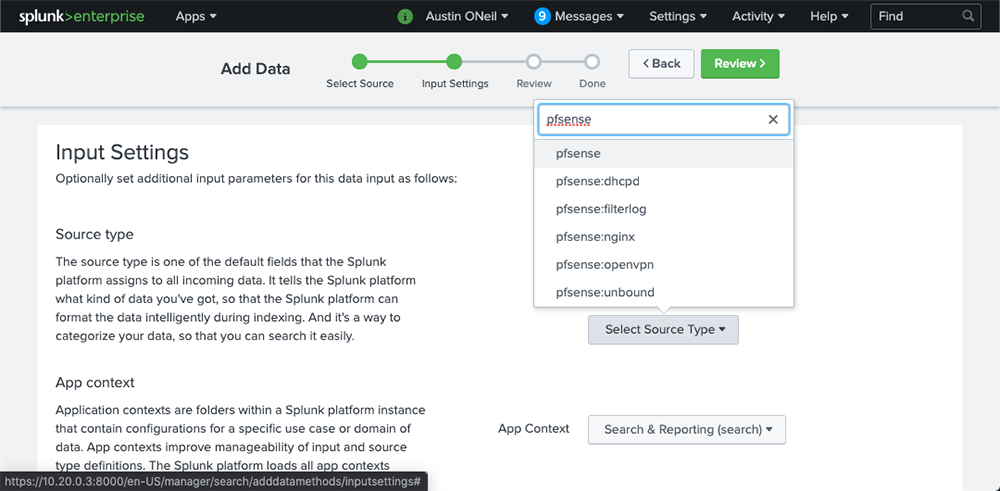 splunk>enterprise Apps i Austin ONeil 9 Messages Settings Activity Help Find
Add Data
Select Source Input Settings Review Done
< Back
Review >
pfsense
pfsense
pfsense:dhcpd
pfsense:filterlog
pfsense:nginx
pfsense:openvpn
pfsense:unbound
Select Source Type
Input Settings
Optionally set additional input parameters for this data input as follows:
Source type
The source type is one of the default fields that the Splunk
platform assigns to all incoming data. It tells the Splunk platform
what kind of data you've got, so that the Splunk platform can
format the data intelligently during indexing. And it's a way to
categorize your data, so that you can search it easily.
App context
Application contexts are folders within a Splunk platform instance
that contain configurations for a specific use case or domain of
data. App contexts improve manageability of input and source
type definitions. The Splunk platform loads all app contexts
App Context Search & Reporting (search)
https://10.20.0.3:8000/en-US/manager/search/adddatamethods/inputsettings#